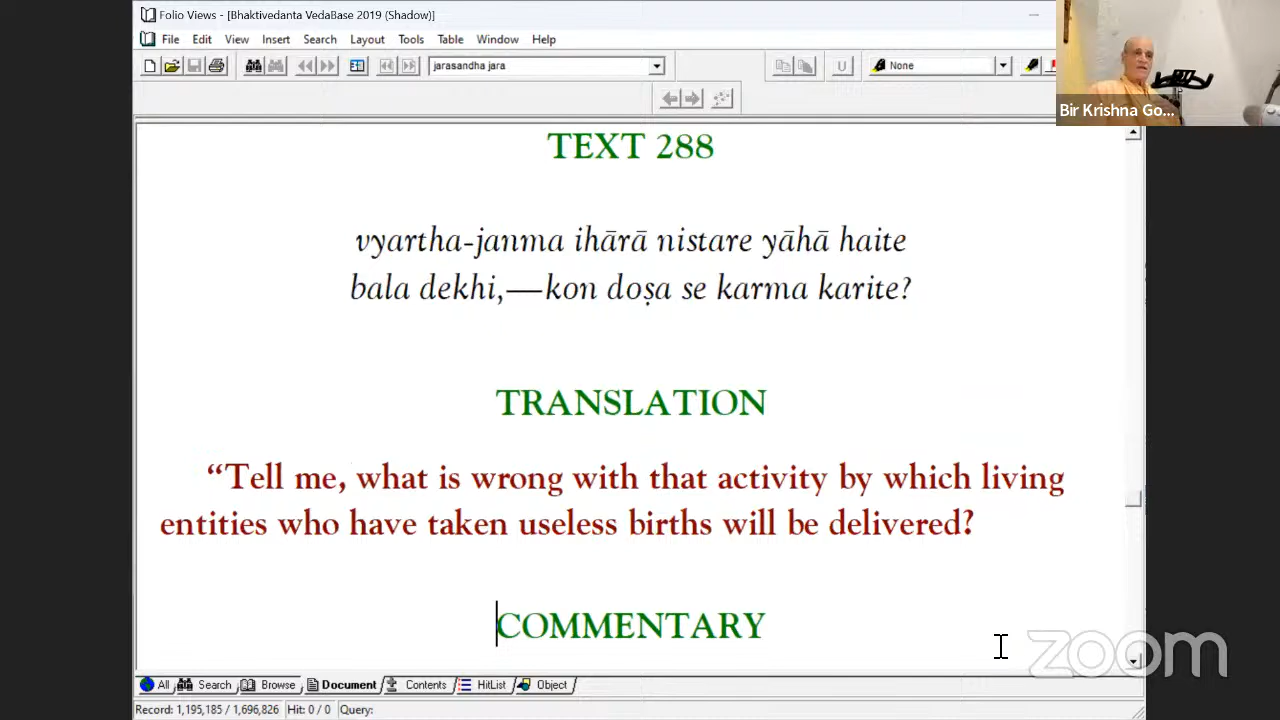 Folio Views - [Bhaktivedanta VedaBase 2019 (Shadow)]
File Edit View Insert Search Layout Tools Table Window Help
jarasandha jara
U
None
Bir Krishna Go...
TEXT 288
vyartha-janma ihārā nistare yāhā haite
bala dekhi,—kon doṣa se karma karite?
TRANSLATION
“Tell me, what is wrong with that activity by which living
entities who have taken useless births will be delivered?
COMMENTARY
zoom
All Search Browse Document Contents HitList Object
Record: 1,195,185 / 1,696,826 Hit: 0 / 0 Query: